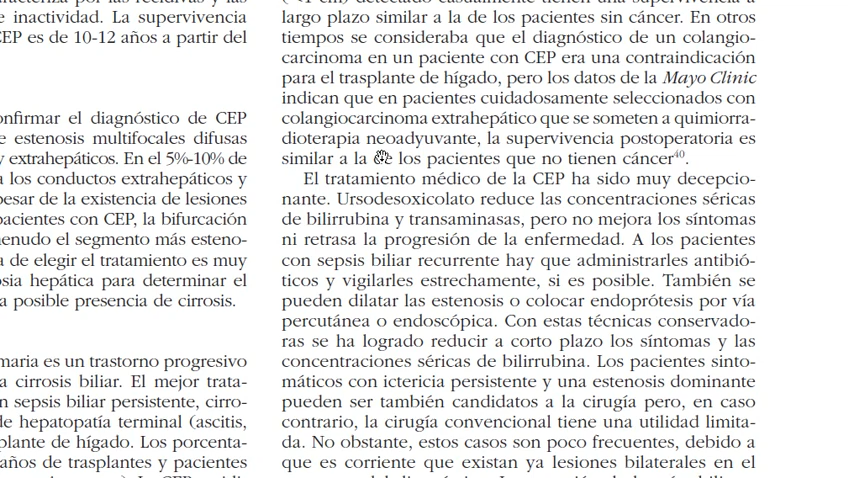 inactividad. La supervivencia
CEP es de 10-12 años a partir del
el diagnóstico de CEP
estenosis multifocales difusas
y extrahepáticos. En el 5%-10% de
los conductos extrahepáticos y
de la existencia de lesiones
pacientes con CEP, la bifurcación
el segmento más esteno-
de elegir el tratamiento es muy
hepática para determinar el
posible presencia de cirrosis.
es un trastorno progresivo
cirrosis biliar. El mejor trata-
sepsis biliar persistente, cirro-
de hepatopatía terminal (ascitis,
de hígado. Los porcenta-
años de trasplantes y pacientes
largo plazo similar a la de los pacientes sin cáncer. En otros
tiempos se consideraba que el diagnóstico de un colangio-
carcinoma en un paciente con CEP era una contraindicación
para el trasplante de hígado, pero los datos de la Mayo Clinic
indican que en pacientes cuidadosamente seleccionados con
colangiocarcinoma extrahepático que se someten a quimiorra-
dioterapia neoadyuvante, la supervivencia postoperatoria es
similar a la de los pacientes que no tienen cáncer40.
El tratamiento médico de la CEP ha sido muy decepcio-
nante. Ursodesoxicolato reduce las concentraciones séricas
de bilirrubina y transaminasas, pero no mejora los síntomas
ni retrasa la progresión de la enfermedad. A los pacientes
con sepsis biliar recurrente hay que administrarles antibió-
ticos y vigilarles estrechamente, si es posible. También se
pueden dilatar las estenosis o colocar endoprótesis por vía
percutánea o endoscópica. Con estas técnicas conservado-
ras se ha logrado reducir a corto plazo los síntomas y las
concentraciones séricas de bilirrubina. Los pacientes sinto-
máticos con ictericia persistente y una estenosis dominante
pueden ser también candidatos a la cirugía pero, en caso
contrario, la cirugía convencional tiene una utilidad limita-
da. No obstante, estos casos son poco frecuentes, debido a
que es corriente que existan ya lesiones bilaterales en el